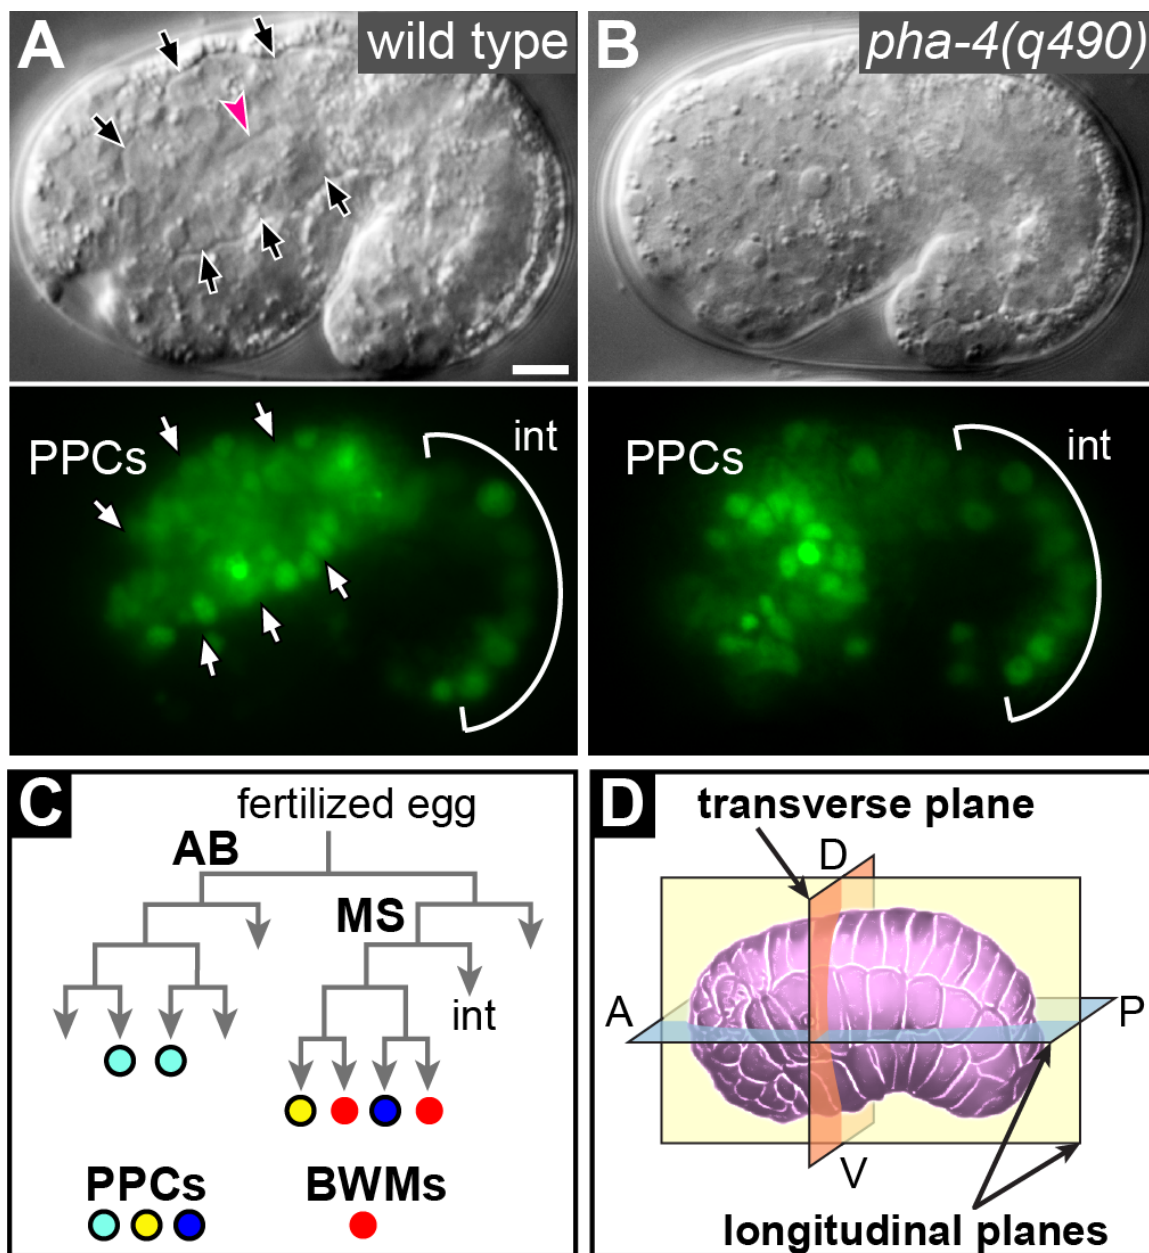 A
wild type
B
pha-4(q490)
PPCs
int
PPCs
int
C
fertilized egg
AB
MS
int
PPCs
BWMs
D
transverse plane
D
A
P
V
longitudinal planes